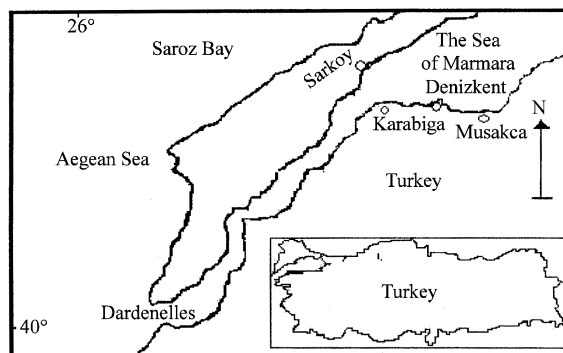 26°
Saroz Bay
The Sea
of Marmara
Denizkent
Sarkoy
N
Karabiga
Musakca
Aegean Sea
Turkey
Turkey
Dardenelles
40°